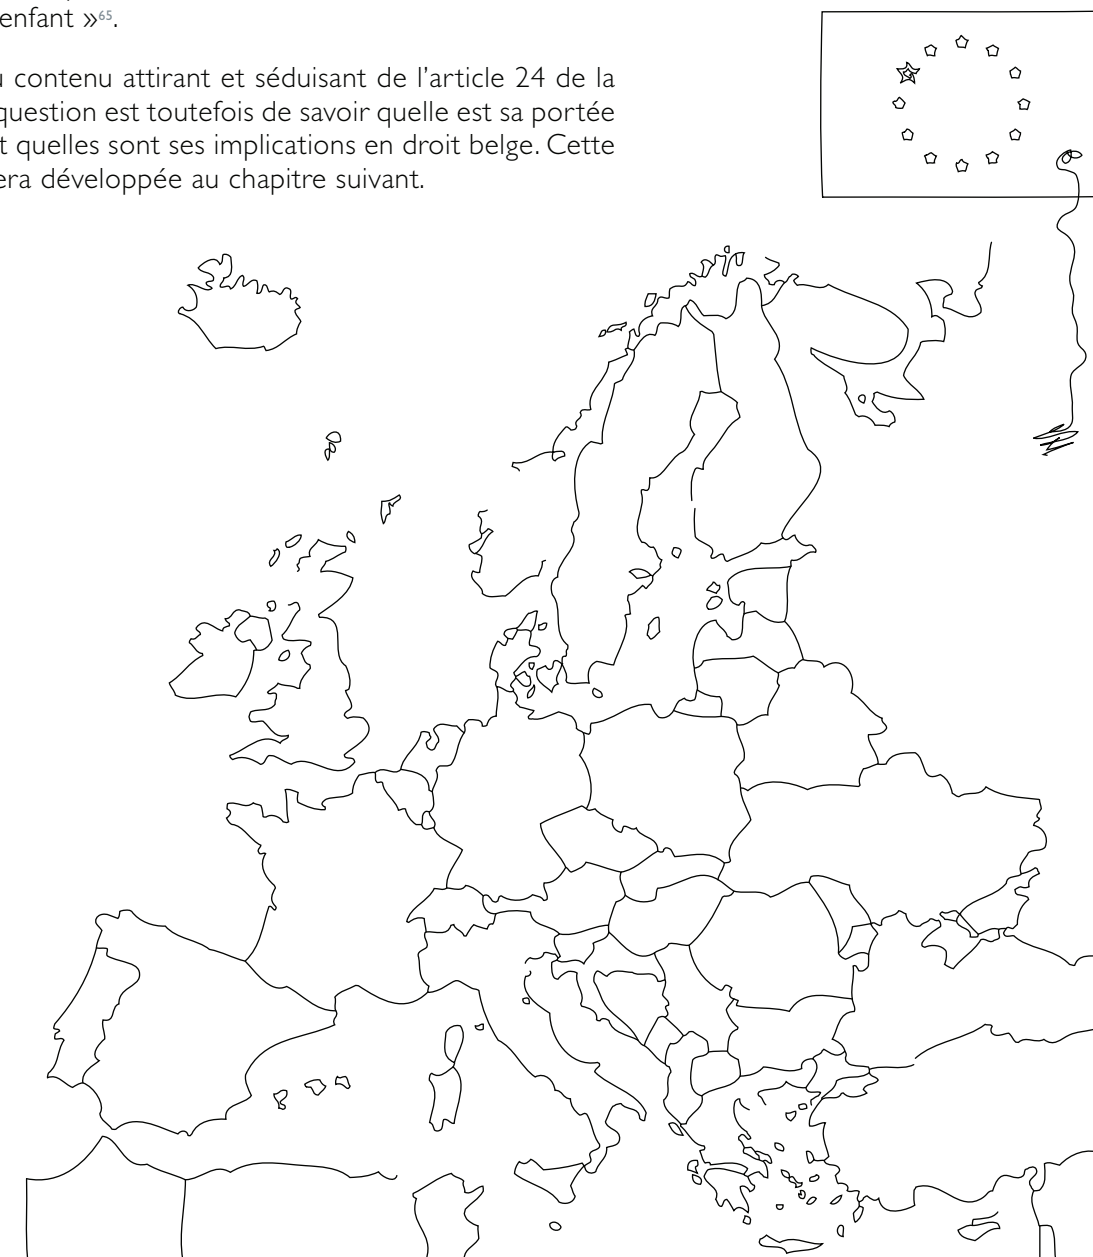 enfant »65.
contenu attirant et séduisant de l'article 24 de la
question est toutefois de savoir quelle est sa portée
t quelles sont ses implications en droit belge. Cette
era développée au chapitre suivant.